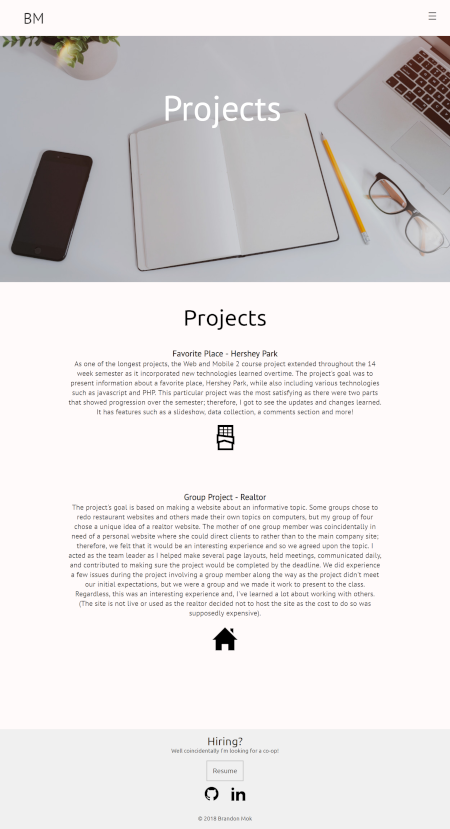 BM
Projects
Projects
Favorite Place - Hershey Park
As one of the longest projects, the Web and Mobile 2 course project extended throughout the 14
week semester as it incorporated new technologies learned overtime. The project's goal was to
present information about a favorite place, Hershey Park, while also including various technologies
such as javascript and PHP. This particular project was the most satisfying as there were two parts
that showed progression over the semester; therefore, I got to see the updates and changes learned.
It has features such as a slideshow, data collection, a comments section and more!
Group Project - Realtor
The project's goal is based on making a website about an informative topic. Some groups chose to
redo restaurant websites and others made their own topics on computers, but my group of four
chose a unique idea of a realtor website. The mother of one group member was coincidentally in
need of a personal website where she could direct clients to rather than to the main company site;
therefore, we felt that it would be an interesting experience and so we agreed upon the topic. I
acted as the team leader as I helped make several page layouts, held meetings, communicated daily,
and contributed to making sure the project would be completed by the deadline. We did experience
a few issues during the project involving a group member along the way as the project didn't meet
our initial expectations, but we were a group and we made it work to present to the class.
Regardless, this was an interesting experience and, I've learned a lot about working with others.
(The site is not live or used as the realtor decided not to host the site as the cost to do so was
supposedly expensive).
Hiring?
Well coincidentally I'm looking for a co-op!
Resume
© 2018 Brandon Mok